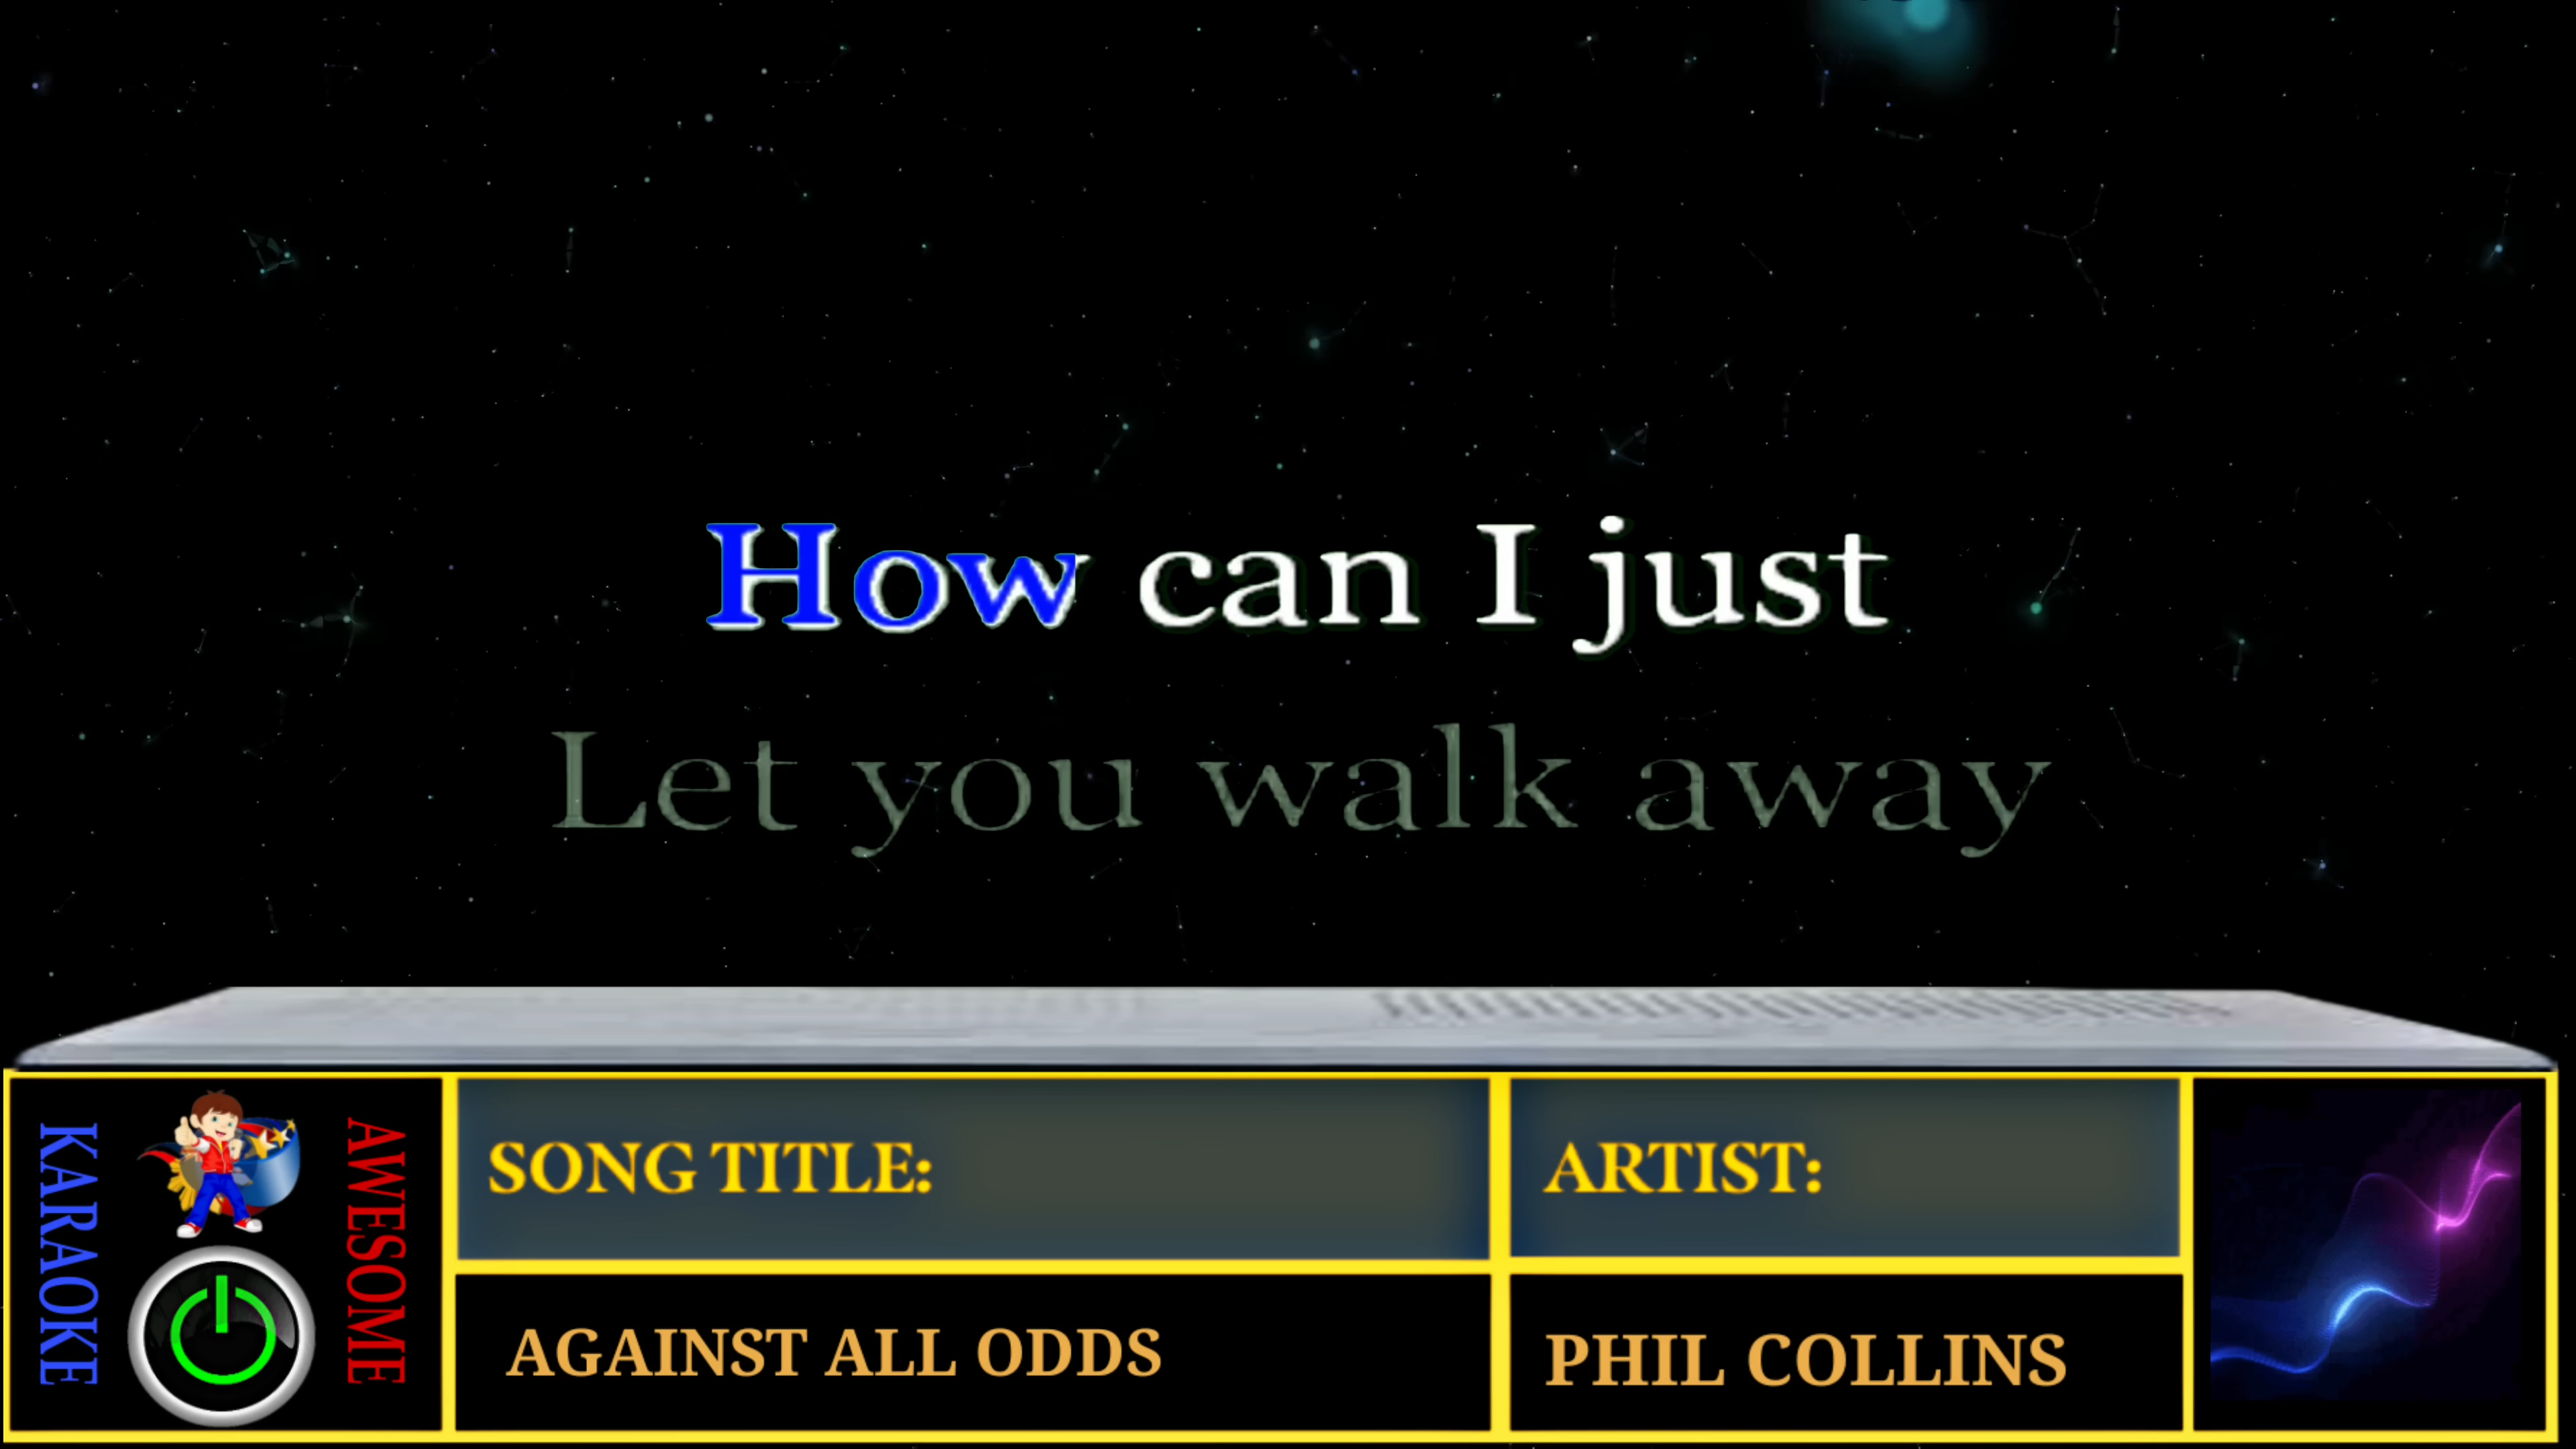 How can I just
Let you walk away
KARAOKE
AWESOME
SONG TITLE:
ARTIST:
AGAINST ALL ODDS
PHIL COLLINS